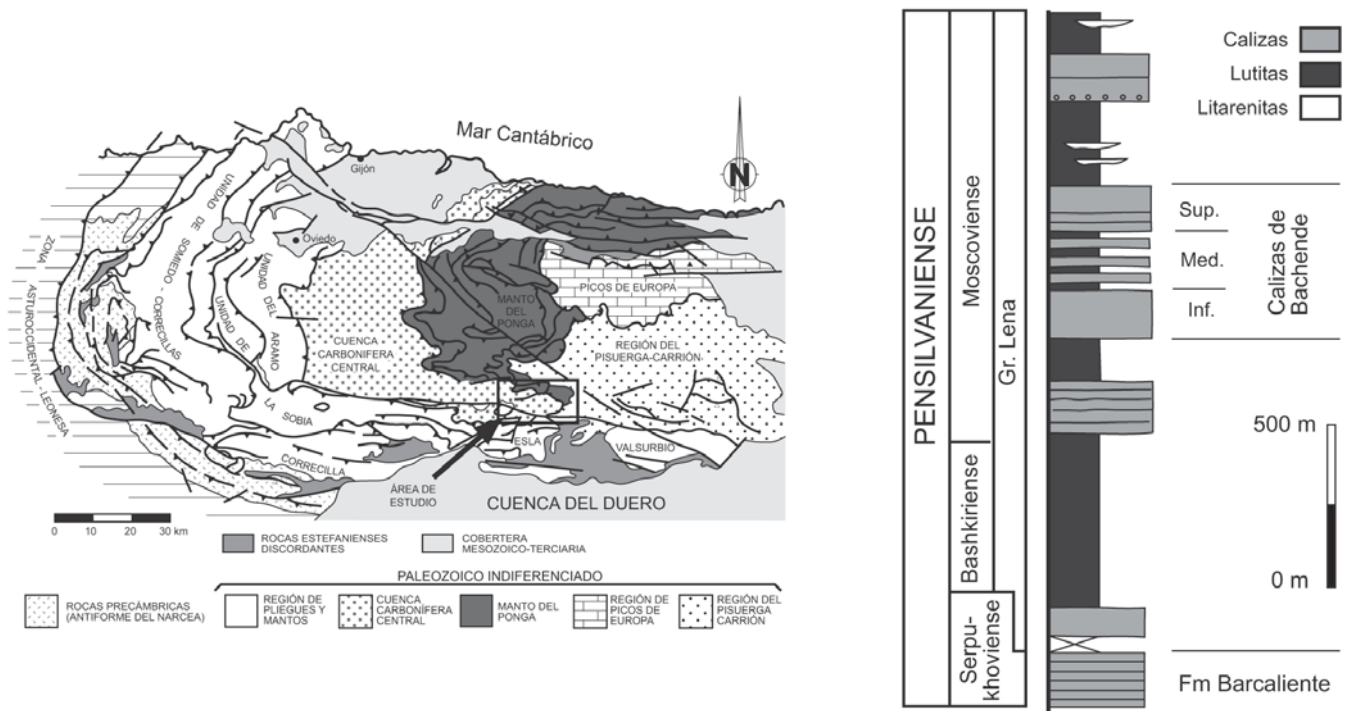 Mar Cantábrico
N
Gijón
Oviedo
ZONA
ASTUROCCIDENTAL - LEONESA
UNIDAD DE SOMIEDO - CORRECILLAS
UNIDAD DE
LA SOBIA
UNIDAD DEL ARAMO
CUENCA
CARBONIFERA
CENTRAL
MANTO
DEL
PONGA
PICOS DE EUROPA
REGIÓN DEL
PISUERGA-CARRIÓN
CORRECILLA
ESLA
VALSURBIO
ÁREA DE
ESTUDIO
CUENCA DEL DUERO
0 10 20 30 km
ROCAS ESTEFANIENSES
DISCORDANTES
COBERTERA
MESOZOICO-TERCIARIA
PALEOZOICO INDIFERENCIADO
ROCAS PRECÁMBRICAS
(ANTIFORME DEL NARCEA)
REGIÓN DE
PLIEGUES Y
MANTOS
CUENCA
CARBONÍFERA
CENTRAL
MANTO DEL
PONGA
REGIÓN DE
PICOS DE
EUROPA
REGIÓN DEL
PISUERGA
CARRIÓN
PENSILVANIENSE
Moscoviense
Bashkiriense
Serpu-
khoviense
Gr. Lena
Calizas
Lutitas
Litarenitas
Sup.
Med.
Inf.
Calizas de
Bachende
500 m
0 m
Fm Barcaliente